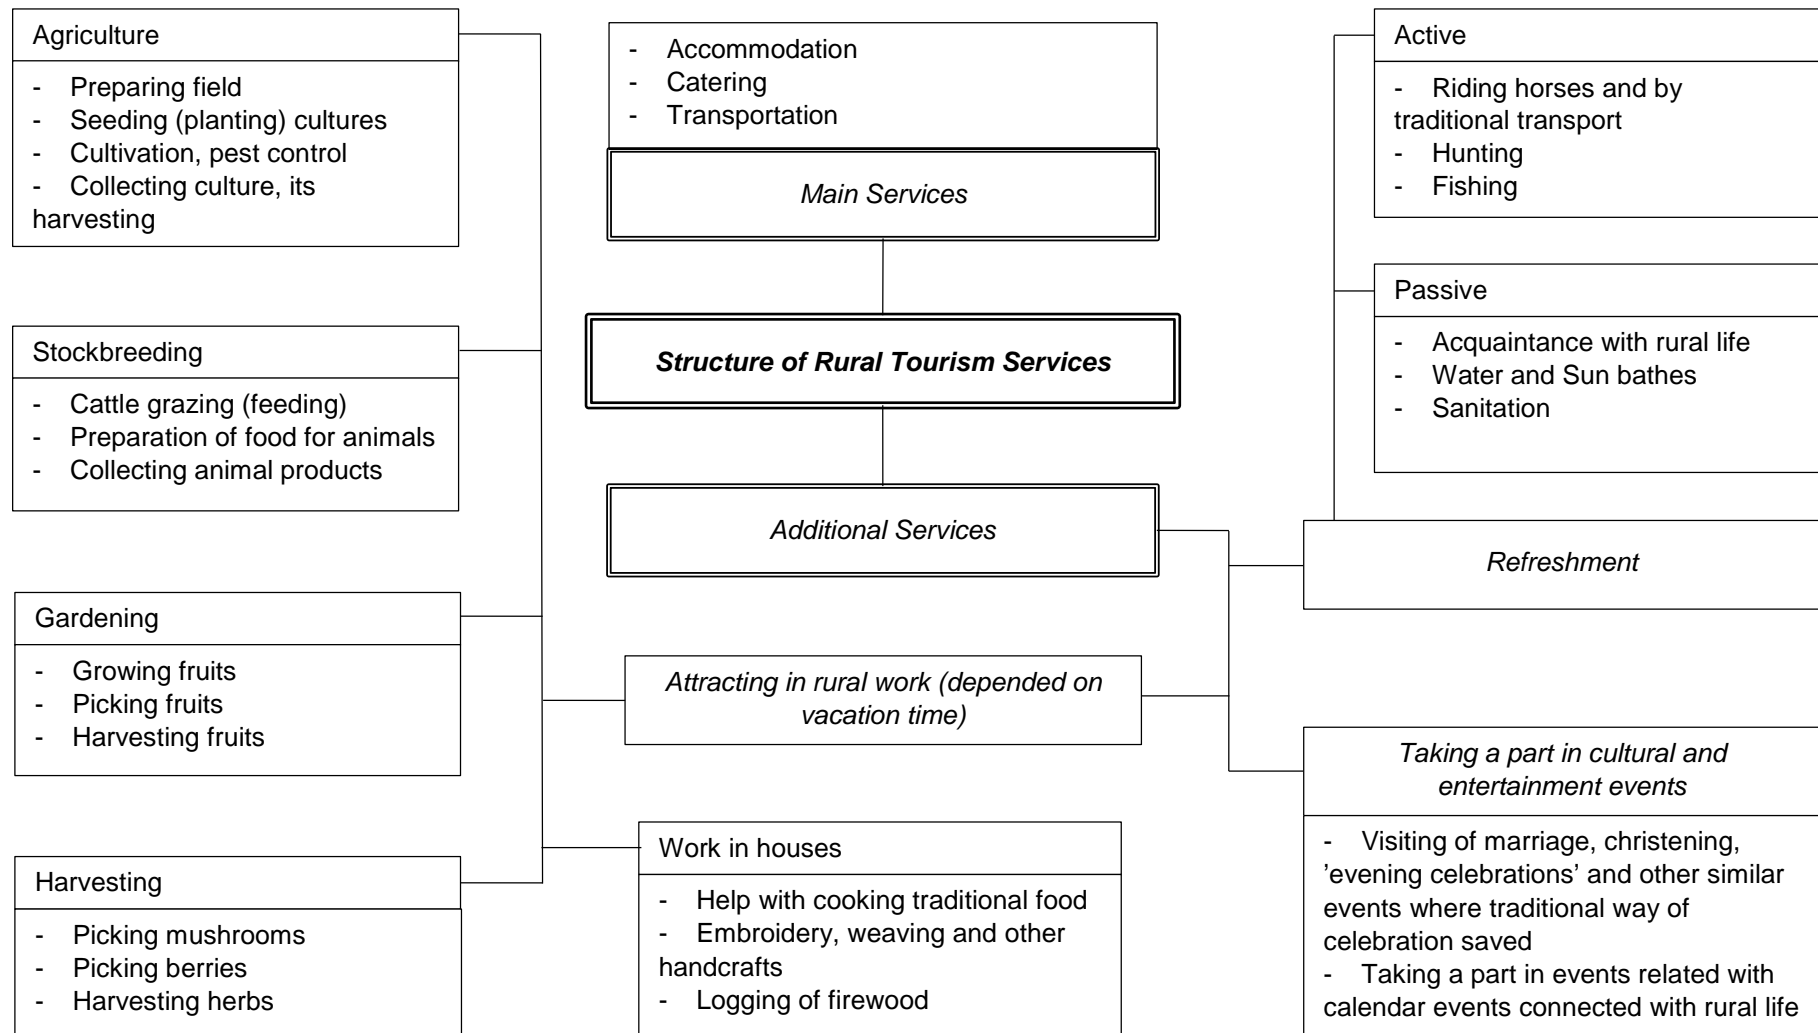 Agriculture
- Preparing field
- Seeding (planting) cultures
- Cultivation, pest control
- Collecting culture, its
harvesting
Stockbreeding
- Cattle grazing (feeding)
- Preparation of food for animals
- Collecting animal products
Gardening
- Growing fruits
- Picking fruits
- Harvesting fruits
Harvesting
- Picking mushrooms
- Picking berries
- Harvesting herbs
- Accommodation
- Catering
- Transportation
Main Services
Structure of Rural Tourism Services
Additional Services
Attracting in rural work (depended on
vacation time)
Work in houses
- Help with cooking traditional food
- Embroidery, weaving and other
handcrafts
- Logging of firewood
Active
- Riding horses and by
traditional transport
- Hunting
- Fishing
Passive
- Acquaintance with rural life
- Water and Sun bathes
- Sanitation
Refreshment
Taking a part in cultural and
entertainment events
- Visiting of marriage, christening,
’evening celebrations’ and other similar
events where traditional way of
celebration saved
- Taking a part in events related with
calendar events connected with rural life